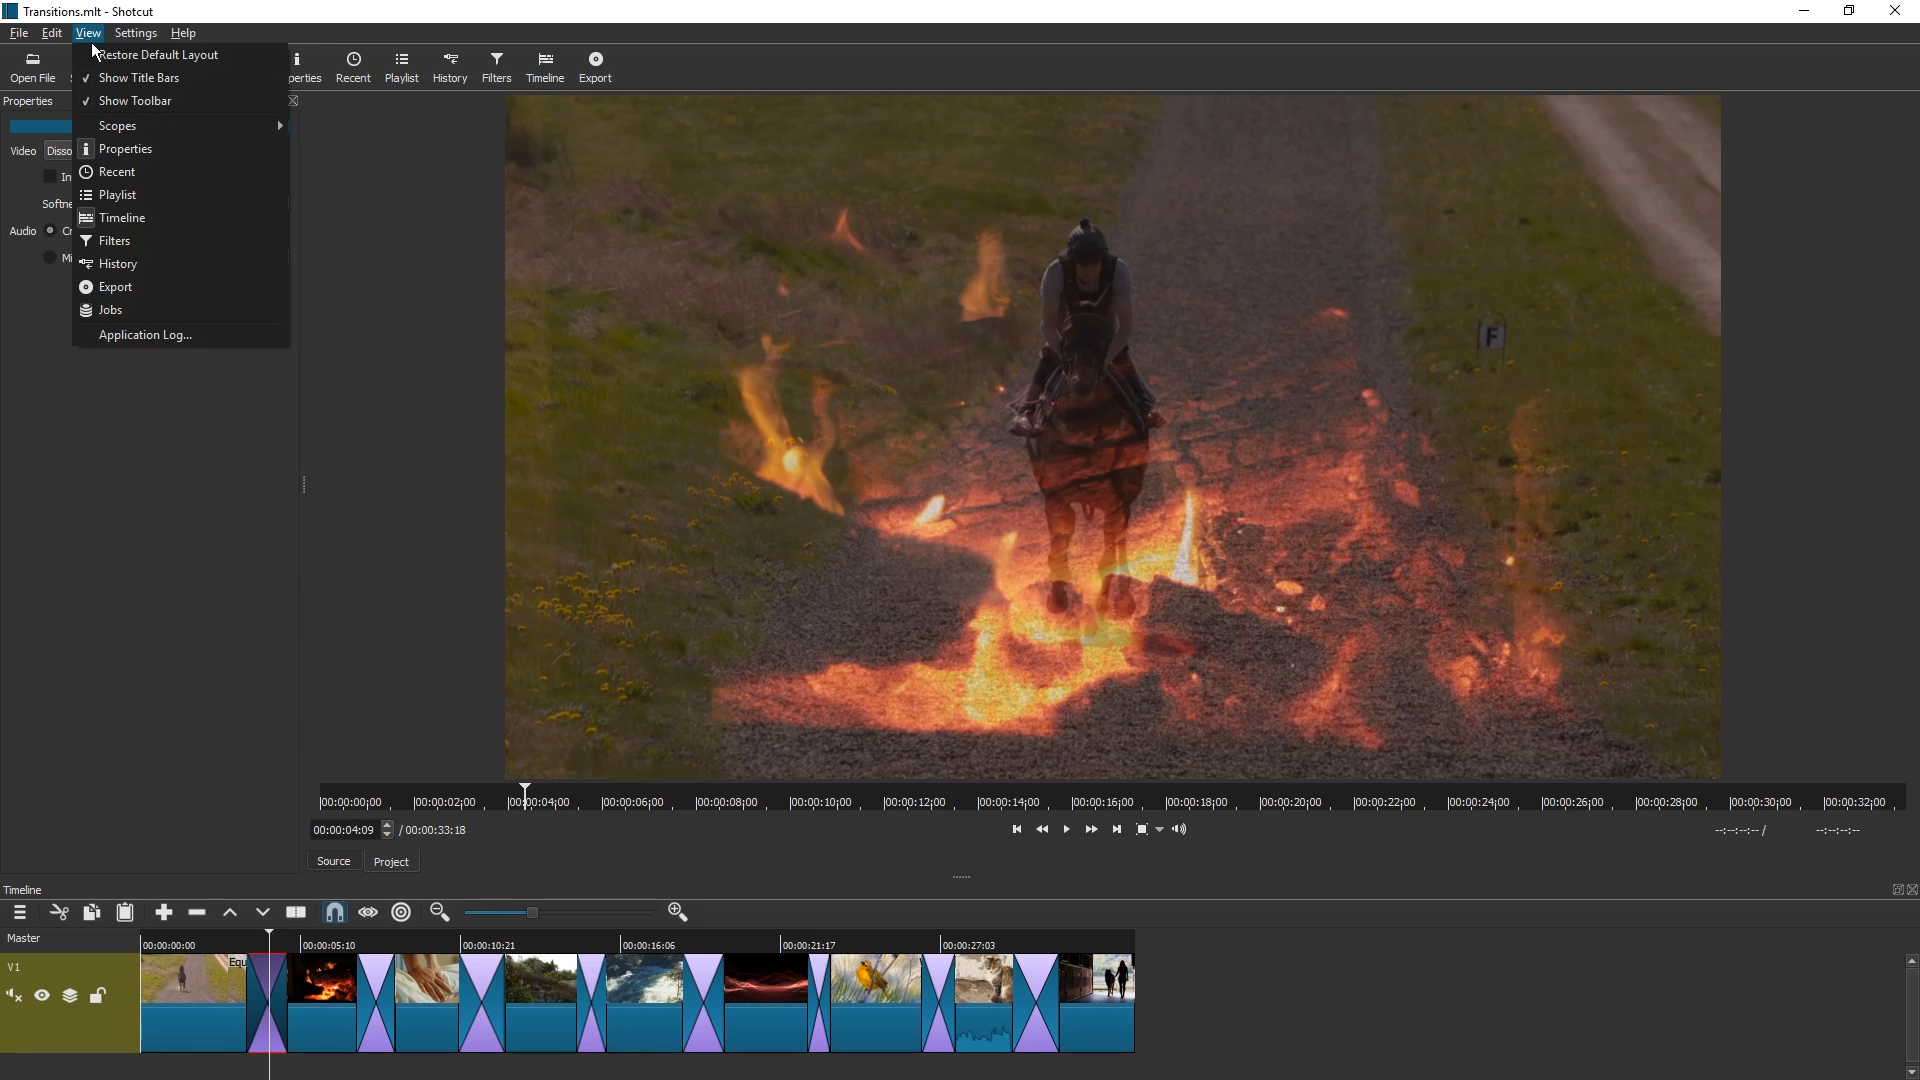 Transitions.mlt - Shotcut
File Edit View Settings Help
Restore Default Layout
Show Title Bars
Show Toolbar
Scopes
Properties
Recent
Playlist
Timeline
Filters
History
Export
Jobs
Application Log...
Open File perties Recent Playlist History Filters Timeline Export
Properties
Video Disso
In
Softne
Audio Cr
Mi
F
00:00:00;00 00:00:02;00 00:00:04;00 00:00:06;00 00:00:08;00 00:00:10;00 00:00:12;00 00:00:14;00 00:00:16;00 00:00:18;00 00:00:20;00 00:00:22;00 00:00:24;00 00:00:26;00 00:00:28;00 00:00:30;00 00:00:32;00
00:00:04:09 / 00:00:33:18 --:--:--:-- / --:--:--:--
Source Project
Timeline
Master 00:00:00:00 00:00:05:10 00:00:10:21 00:00:16:06 00:00:21:17 00:00:27:03
V1 Equ